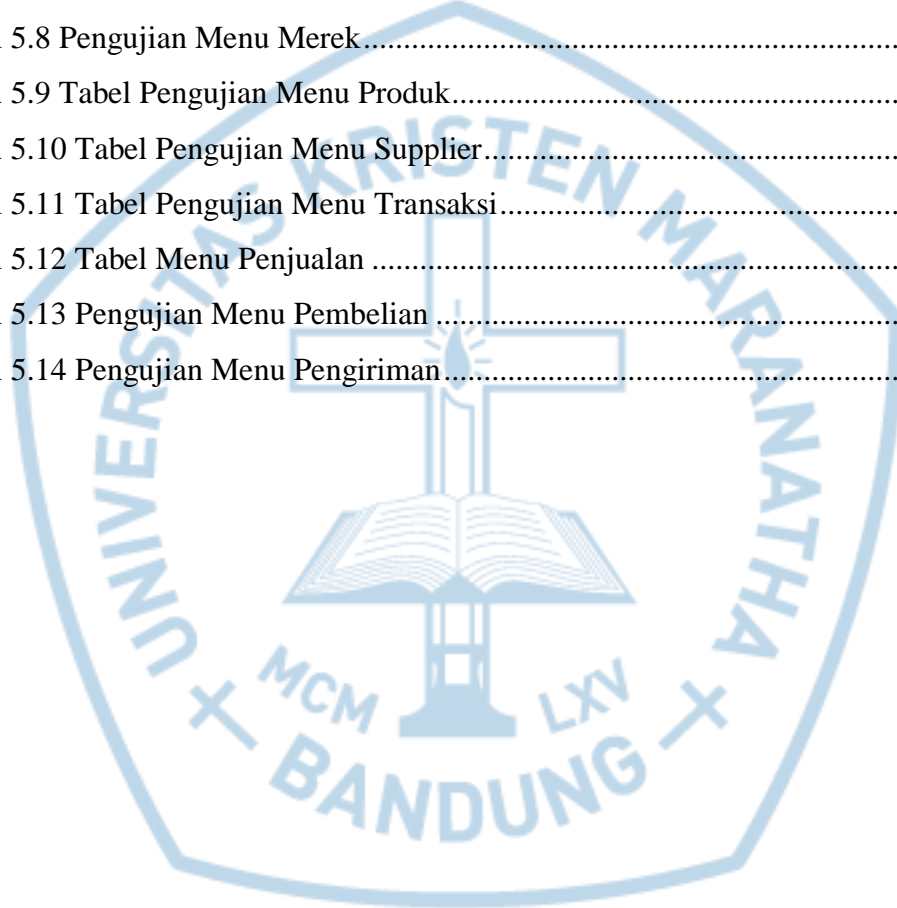 5.8 Pengujian Menu Merek........................................................................
5.9 Tabel Pengujian Menu Produk............................................................
5.10 Tabel Pengujian Menu Supplier........................................................
5.11 Tabel Pengujian Menu Transaksi......................................................
5.12 Tabel Menu Penjualan ......................................................................
5.13 Pengujian Menu Pembelian ..............................................................
5.14 Pengujian Menu Pengiriman.............................................................
UNIVERSITAS KRISTEN MARANATHA
MCM LXV
BANDUNG